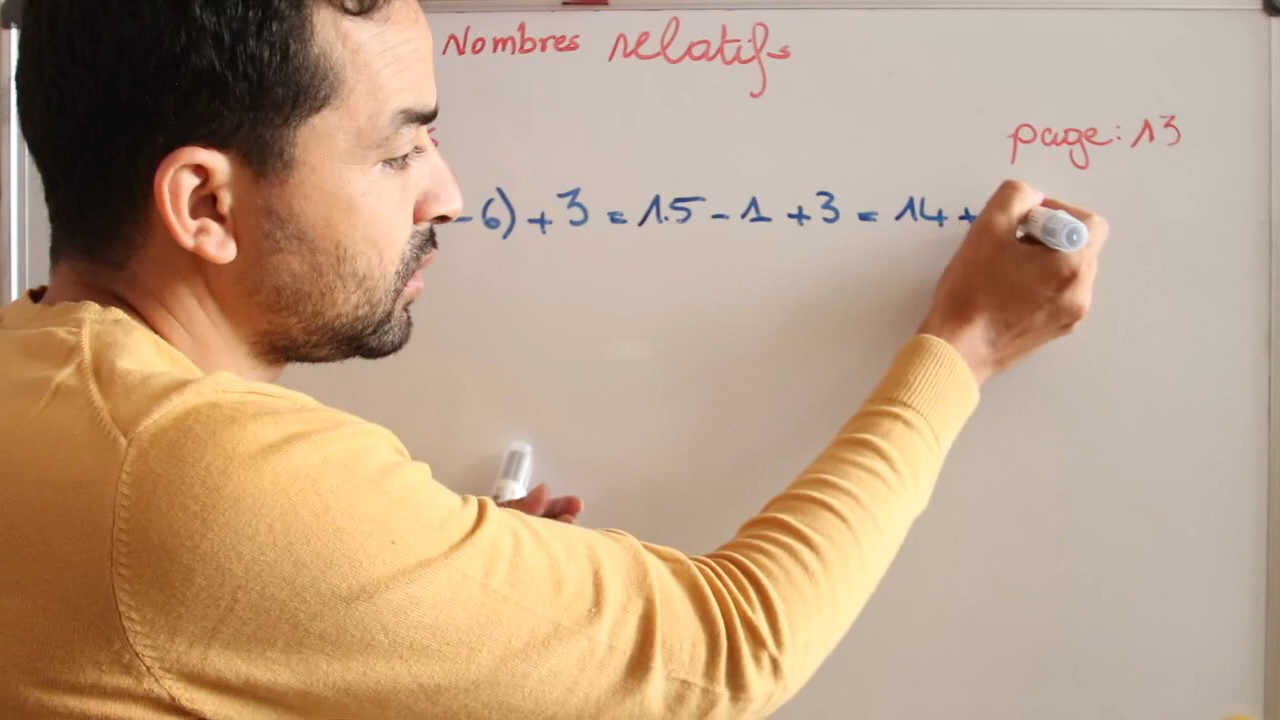 Nombres relatifs
page: 13
-6) + 3 = 15 - 1 + 3 = 14 +